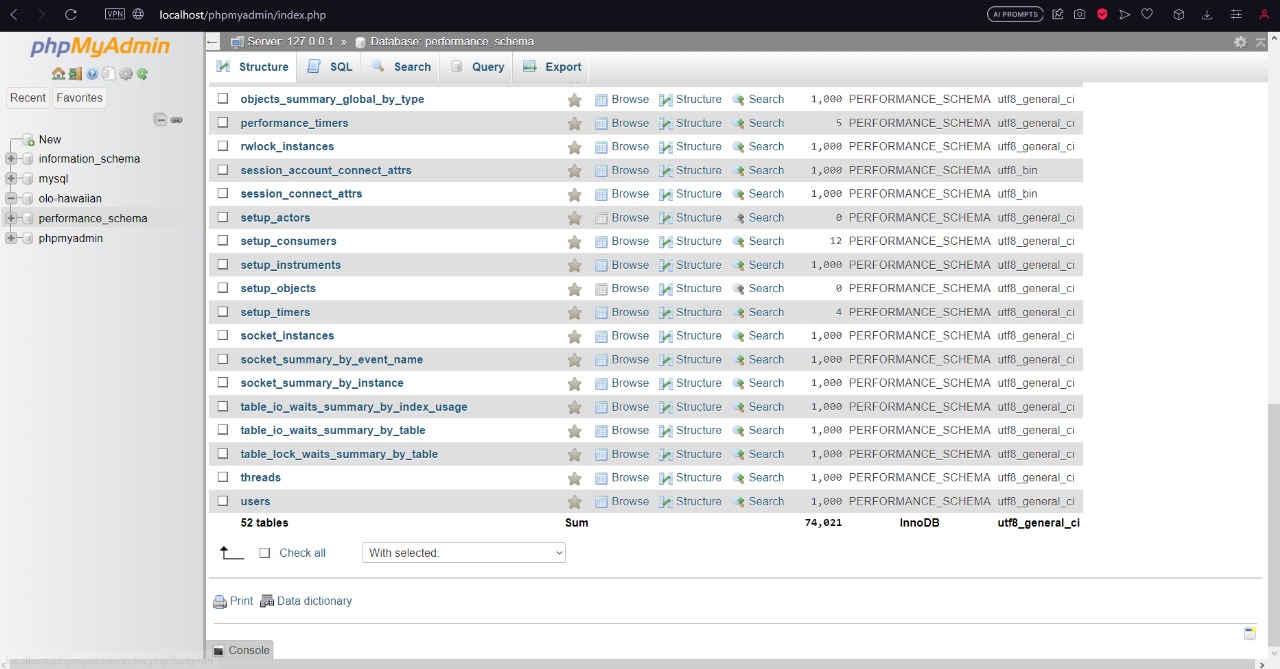 VPN localhost/phpmyadmin/index.php AI PROMPTS
phpMyAdmin
Recent Favorites
New
information_schema
mysql
olo-hawaiian
performance_schema
phpmyadmin
Server: 127.0.0.1 » Database: performance_schema
Structure SQL Search Query Export
objects_summary_global_by_type Browse Structure Search 1,000 PERFORMANCE_SCHEMA utf8_general_ci
performance_timers Browse Structure Search 5 PERFORMANCE_SCHEMA utf8_general_ci
rwlock_instances Browse Structure Search 1,000 PERFORMANCE_SCHEMA utf8_general_ci
session_account_connect_attrs Browse Structure Search 1,000 PERFORMANCE_SCHEMA utf8_bin
session_connect_attrs Browse Structure Search 1,000 PERFORMANCE_SCHEMA utf8_bin
setup_actors Browse Structure Search 0 PERFORMANCE_SCHEMA utf8_general_ci
setup_consumers Browse Structure Search 12 PERFORMANCE_SCHEMA utf8_general_ci
setup_instruments Browse Structure Search 1,000 PERFORMANCE_SCHEMA utf8_general_ci
setup_objects Browse Structure Search 0 PERFORMANCE_SCHEMA utf8_general_ci
setup_timers Browse Structure Search 4 PERFORMANCE_SCHEMA utf8_general_ci
socket_instances Browse Structure Search 1,000 PERFORMANCE_SCHEMA utf8_general_ci
socket_summary_by_event_name Browse Structure Search 1,000 PERFORMANCE_SCHEMA utf8_general_ci
socket_summary_by_instance Browse Structure Search 1,000 PERFORMANCE_SCHEMA utf8_general_ci
table_io_waits_summary_by_index_usage Browse Structure Search 1,000 PERFORMANCE_SCHEMA utf8_general_ci
table_io_waits_summary_by_table Browse Structure Search 1,000 PERFORMANCE_SCHEMA utf8_general_ci
table_lock_waits_summary_by_table Browse Structure Search 1,000 PERFORMANCE_SCHEMA utf8_general_ci
threads Browse Structure Search 1,000 PERFORMANCE_SCHEMA utf8_general_ci
users Browse Structure Search 1,000 PERFORMANCE_SCHEMA utf8_general_ci
52 tables Sum 74,021 InnoDB utf8_general_ci
Check all With selected:
Print Data dictionary
Console
localhost/phpmyadmin/index.php?lang=en